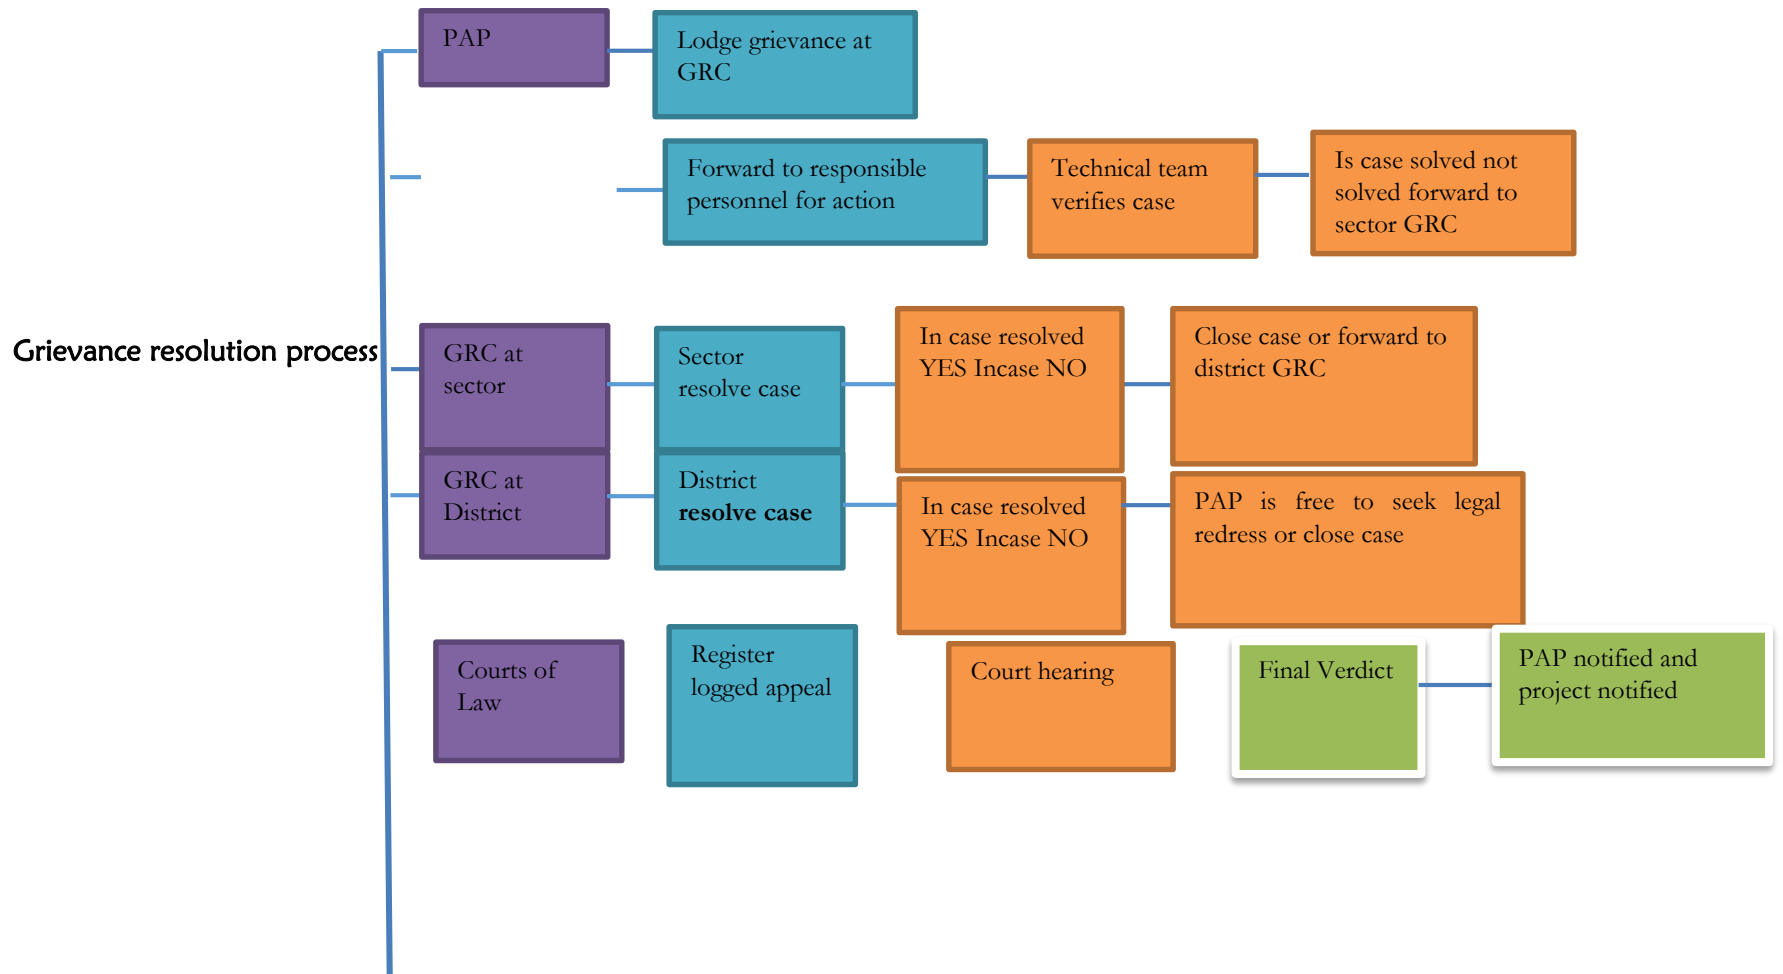 PAP
Lodge grievance at
GRC
Forward to responsible
personnel for action
Technical team
verifies case
Is case solved not
solved forward to
sector GRC
Grievance resolution process
GRC at
sector
Sector
resolve case
In case resolved
YES Incase NO
Close case or forward to
district GRC
GRC at
District
District
resolve case
In case resolved
YES Incase NO
PAP is free to seek legal
redress or close case
Courts of
Law
Register
logged appeal
Court hearing
Final Verdict
PAP notified and
project notified